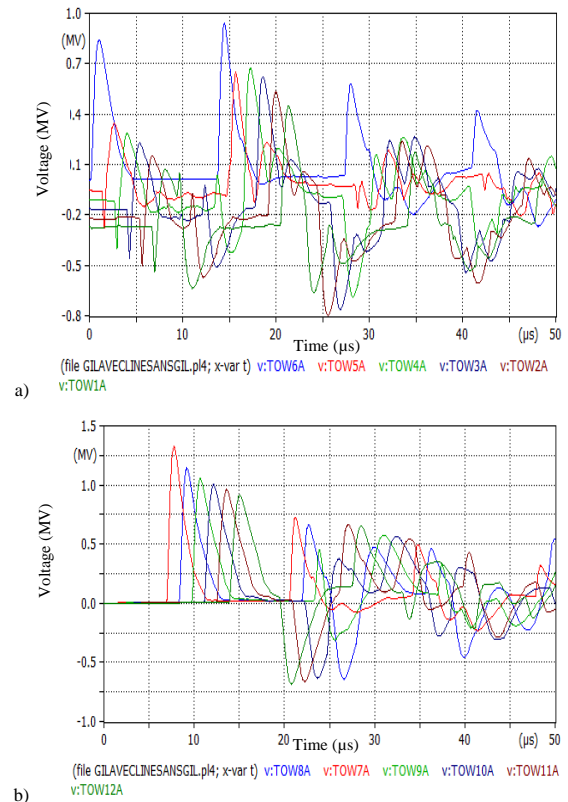 1.0
(MV)
0.7
1.4
1.1
-0.2
-0.5
-0.8
Voltage (MV)
0 10 20 30 40 (µs) 50
Time (µs)
(file GILAVECLINESANSGIL.pl4; x-var t) v:TOW6A v:TOW5A v:TOW4A v:TOW3A v:TOW2A
v:TOW1A
a)
1.5
(MV)
1.0
0.5
0.0
-0.5
-1.0
Voltage (MV)
0 10 20 30 40 (µs) 50
Time (µs)
(file GILAVECLINESANSGIL.pl4; x-var t) v:TOW8A v:TOW7A v:TOW9A v:TOW10A v:TOW11A
v:TOW12A
b)